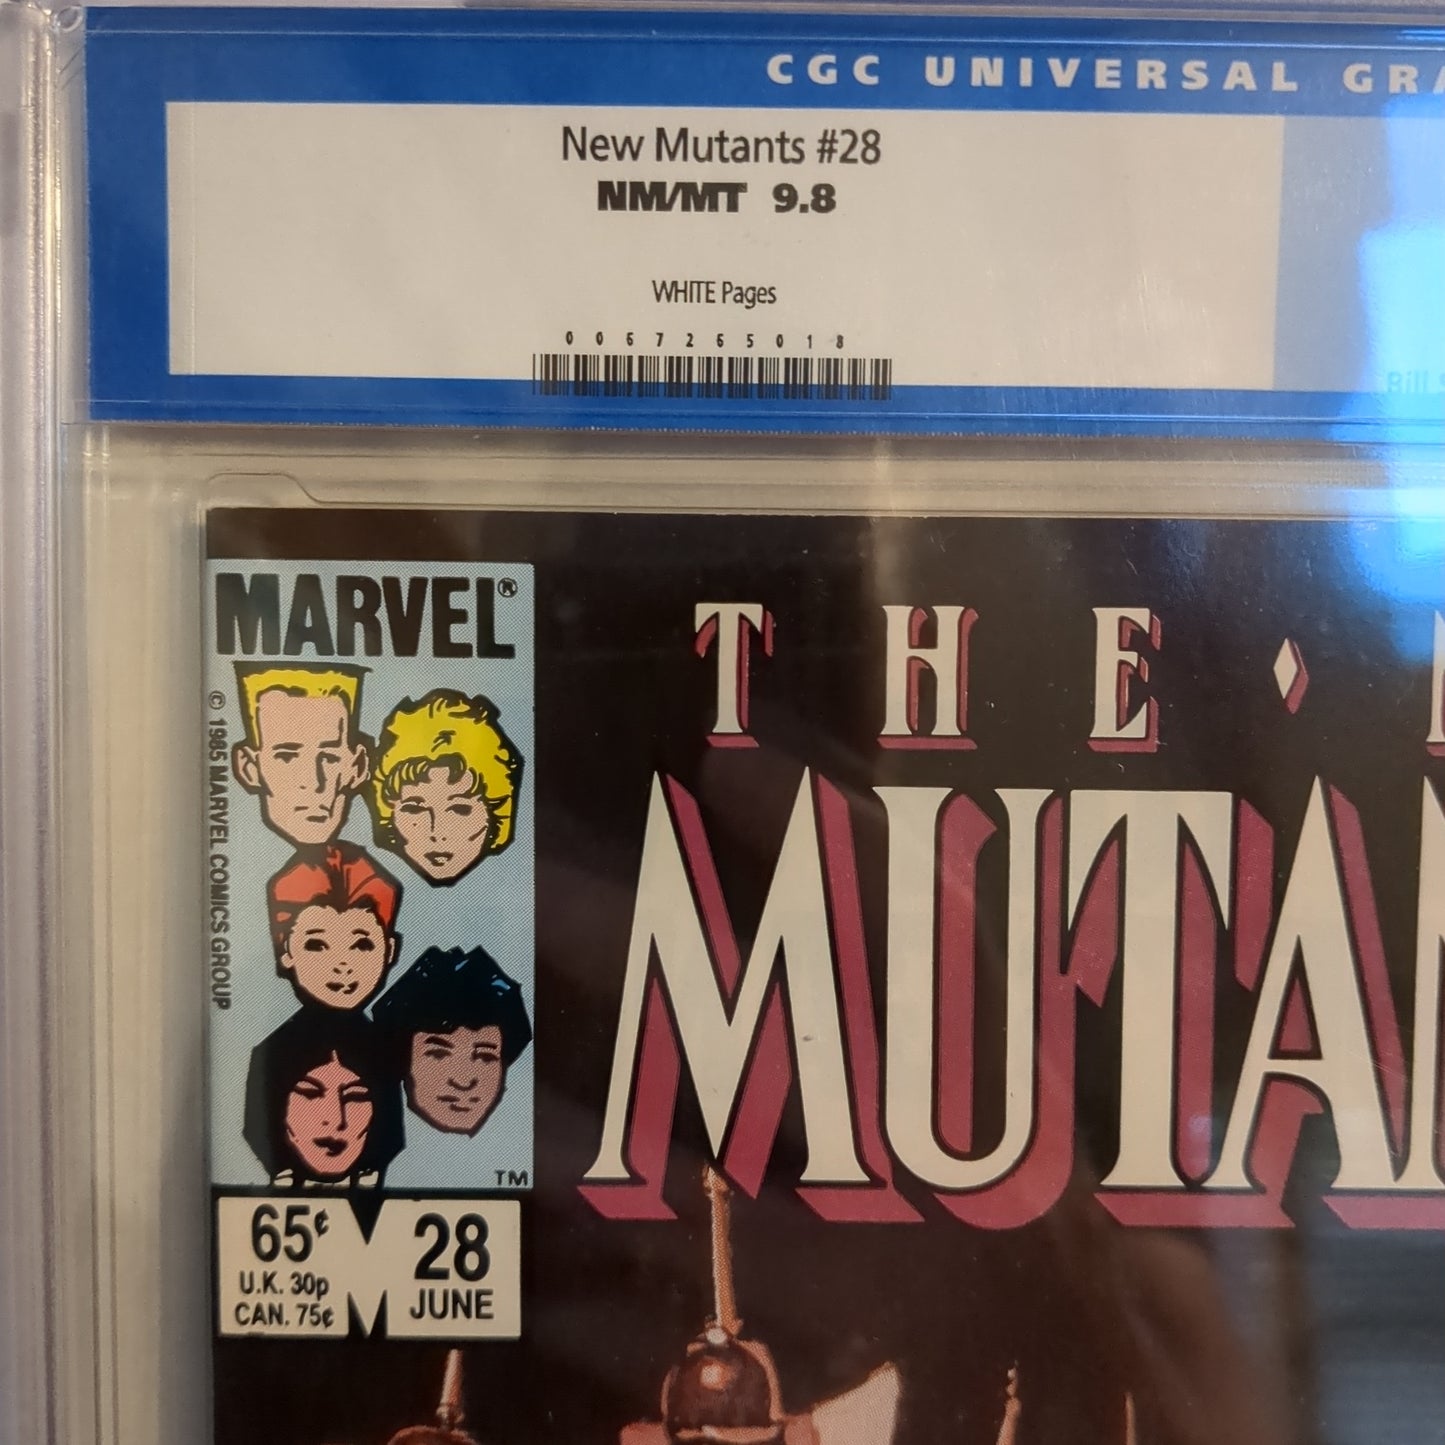 CGC UNIVERSAL GRA
New Mutants #28
NM/MT 9.8
WHITE Pages
0067265018
Bill
MARVEL®
© 1985 MARVEL COMICS GROUP
TM
65¢
U.K. 30p
CAN. 75¢
28
JUNE
THE
MUTAN